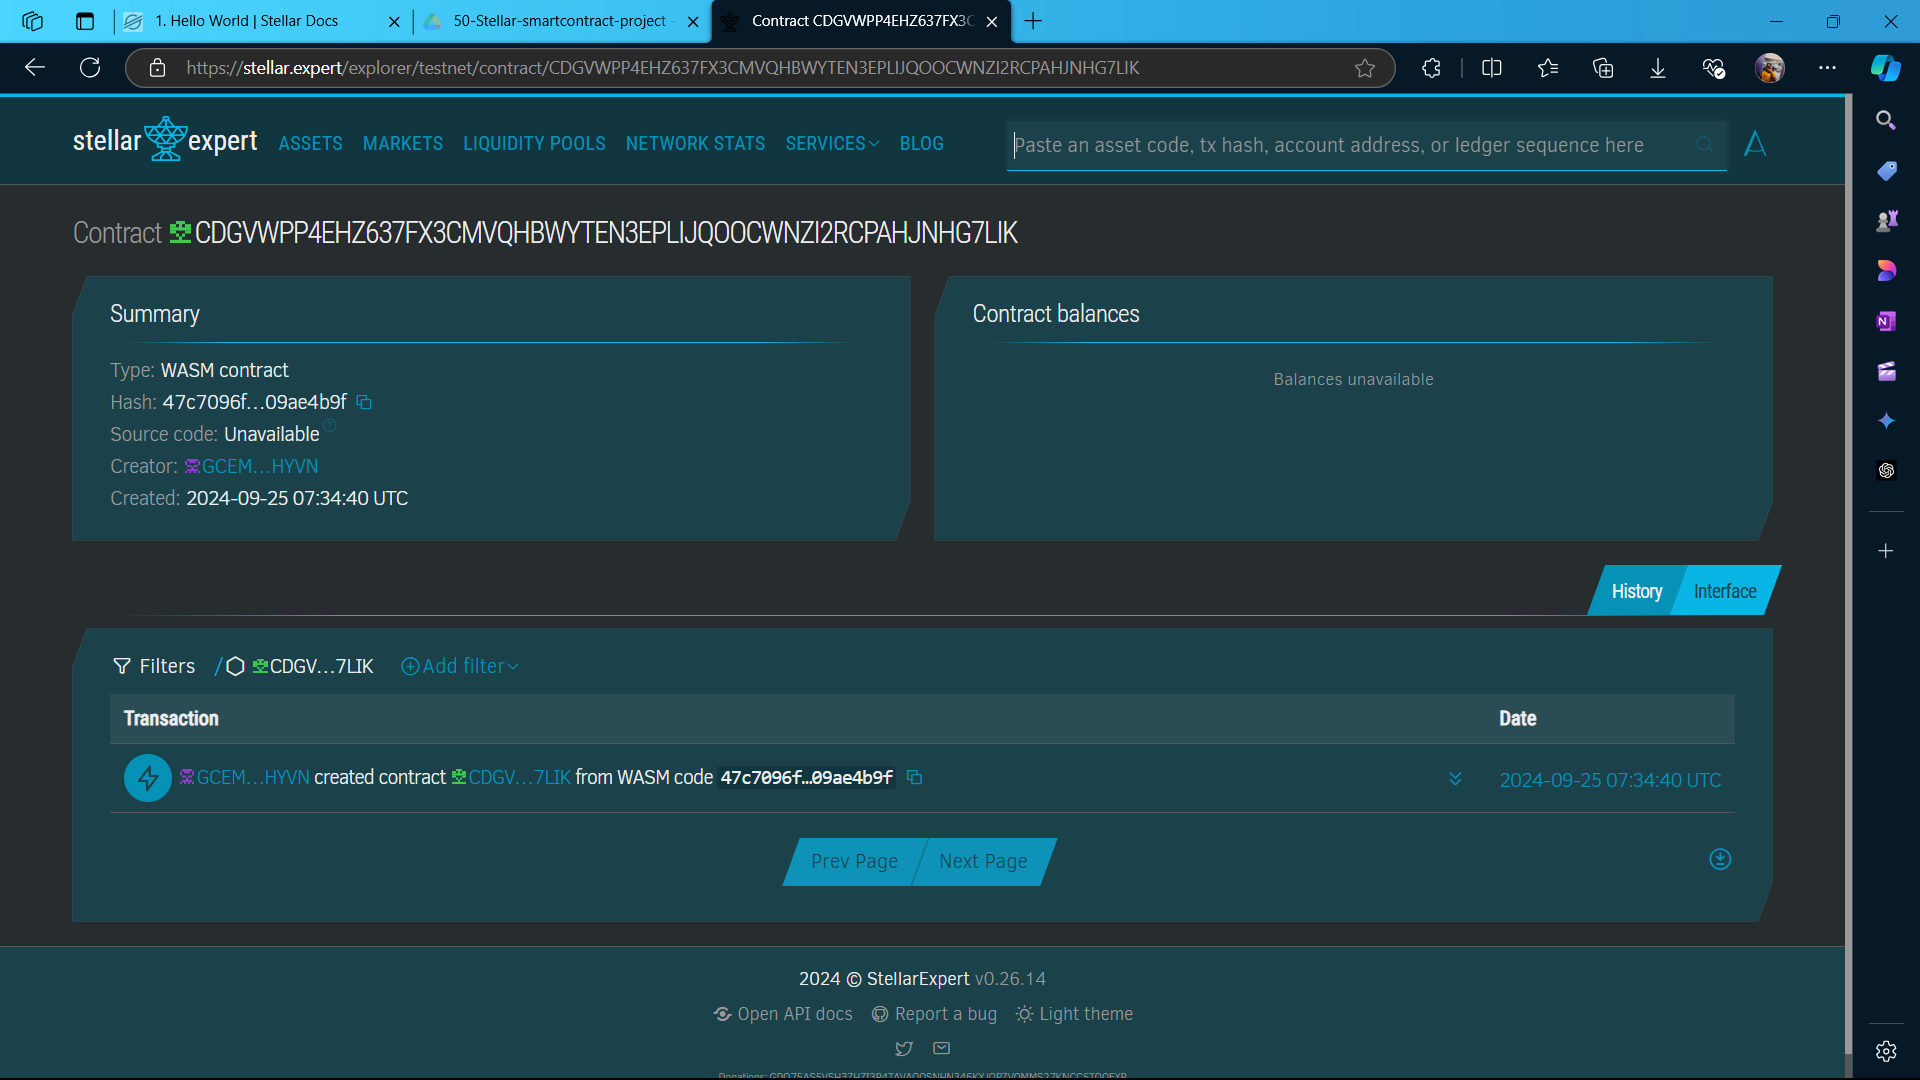 1. Hello World | Stellar Docs
50-Stellar-smartcontract-project -
Contract CDGVWPP4EHZ637FX3C
https://stellar.expert/explorer/testnet/contract/CDGVWPP4EHZ637FX3CMVQHBWYTEN3EPLIJQOOCWNZI2RCPAHJNHG7LIK
stellar expert
ASSETS MARKETS LIQUIDITY POOLS NETWORK STATS SERVICES BLOG
Paste an asset code, tx hash, account address, or ledger sequence here
Contract CDGVWPP4EHZ637FX3CMVQHBWYTEN3EPLIJQOOCWNZI2RCPAHJNHG7LIK
Summary
Type: WASM contract
Hash: 47c7096f…09ae4b9f
Source code: Unavailable
Creator: GCEM…HYVN
Created: 2024-09-25 07:34:40 UTC
Contract balances
Balances unavailable
History Interface
Filters / CDGV…7LIK Add filter
Transaction Date
GCEM…HYVN created contract CDGV…7LIK from WASM code 47c7096f…09ae4b9f 2024-09-25 07:34:40 UTC
Prev Page Next Page
2024 © StellarExpert v0.26.14
Open API docs Report a bug Light theme